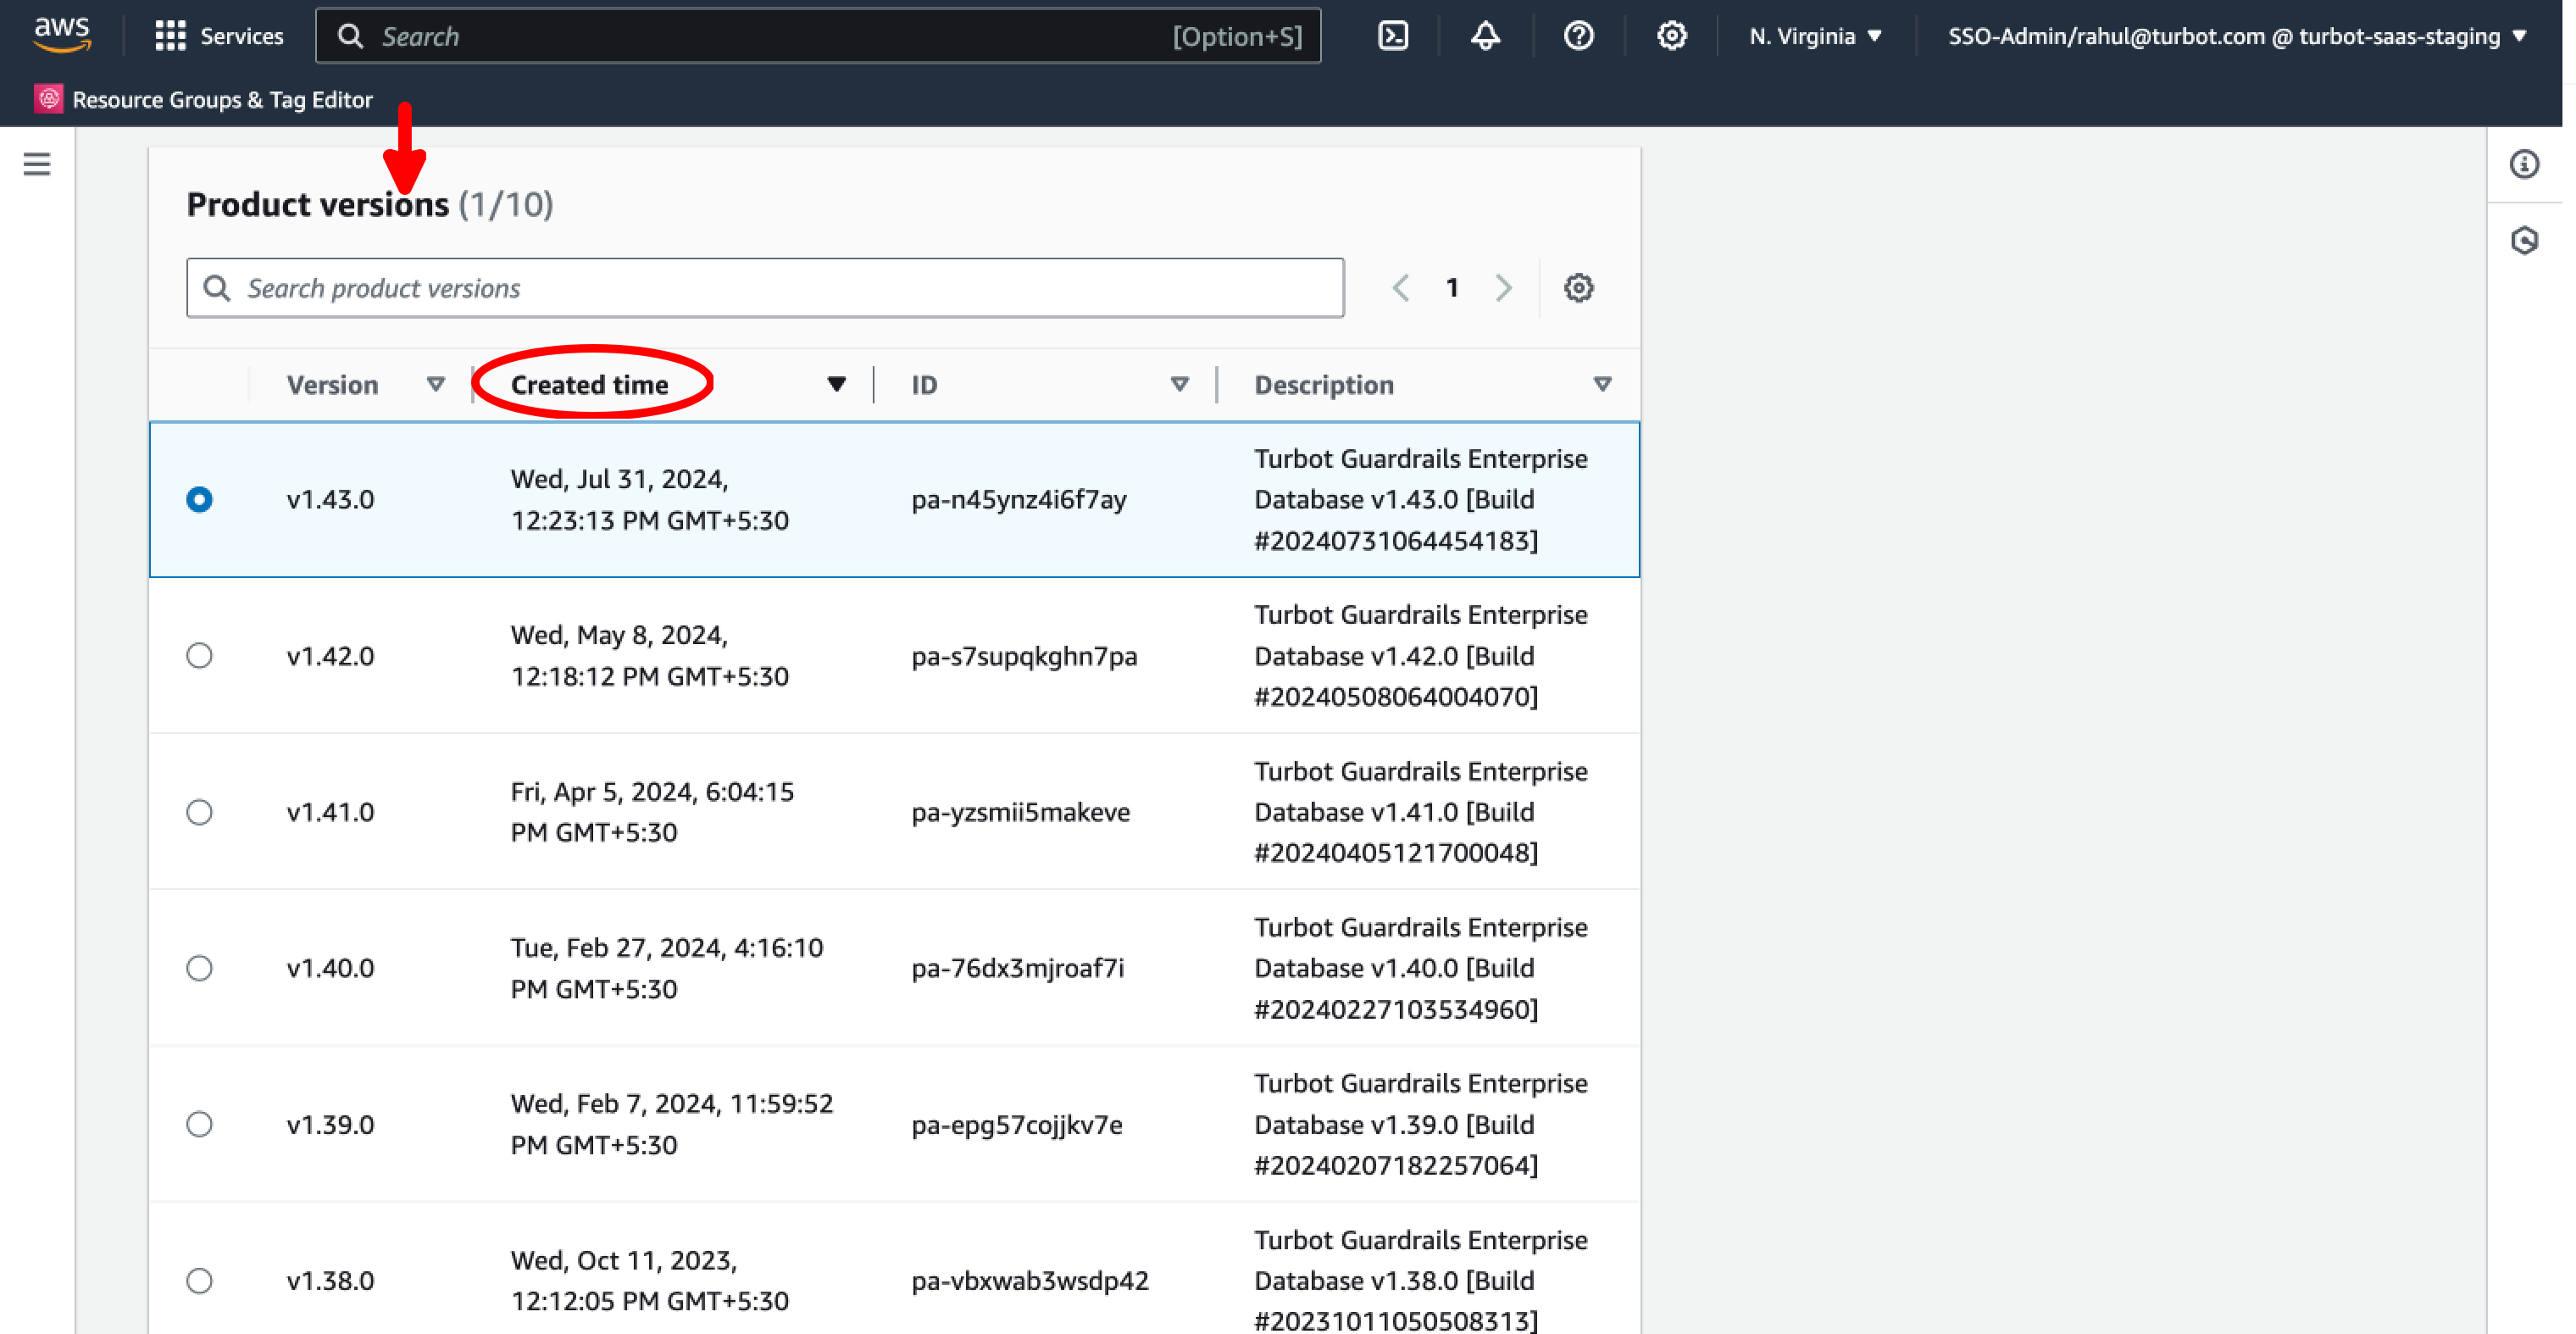 aws Services Search [Option+S] N. Virginia SSO-Admin/rahul@turbot.com @ turbot-saas-staging
Resource Groups & Tag Editor
Product versions (1/10)
Search product versions 1
Version Created time ID Description
v1.43.0
Wed, Jul 31, 2024,
12:23:13 PM GMT+5:30
pa-n45ynz4i6f7ay
Turbot Guardrails Enterprise
Database v1.43.0 [Build
#20240731064454183]
v1.42.0
Wed, May 8, 2024,
12:18:12 PM GMT+5:30
pa-s7supqkghn7pa
Turbot Guardrails Enterprise
Database v1.42.0 [Build
#20240508064004070]
v1.41.0
Fri, Apr 5, 2024, 6:04:15
PM GMT+5:30
pa-yzsmii5makeve
Turbot Guardrails Enterprise
Database v1.41.0 [Build
#20240405121700048]
v1.40.0
Tue, Feb 27, 2024, 4:16:10
PM GMT+5:30
pa-76dx3mjroaf7i
Turbot Guardrails Enterprise
Database v1.40.0 [Build
#20240227103534960]
v1.39.0
Wed, Feb 7, 2024, 11:59:52
PM GMT+5:30
pa-epg57cojjkv7e
Turbot Guardrails Enterprise
Database v1.39.0 [Build
#20240207182257064]
v1.38.0
Wed, Oct 11, 2023,
12:12:05 PM GMT+5:30
pa-vbxwab3wsdp42
Turbot Guardrails Enterprise
Database v1.38.0 [Build
#20231011050508313]